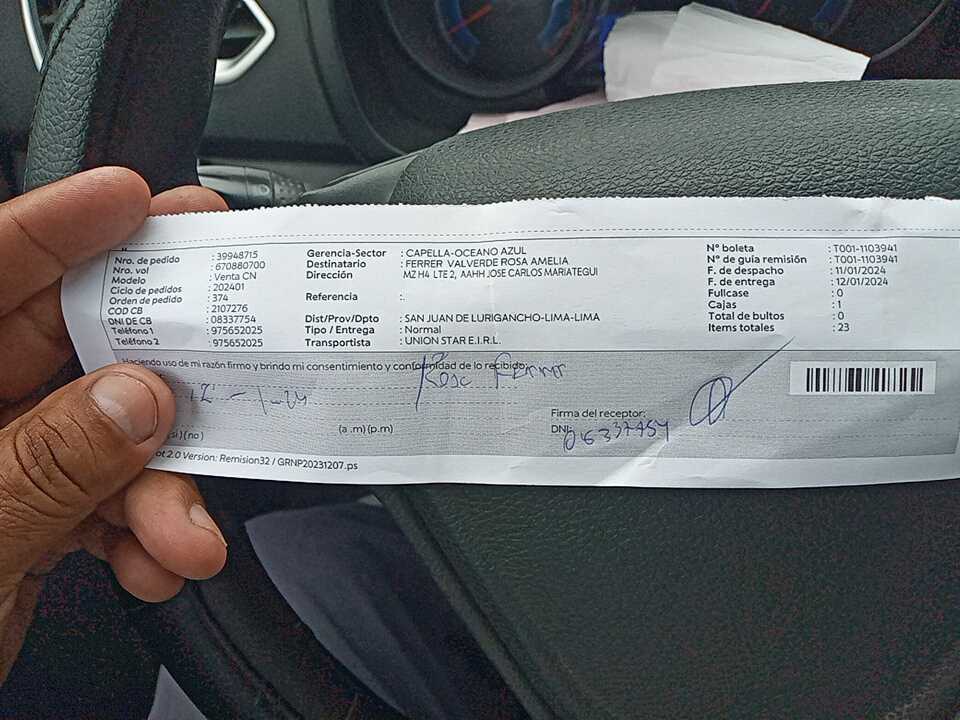 Nro. de pedido : 39948715
Nro. vol : 670880700
Modelo : Venta CN
Ciclo de pedidos : 202401
Orden de pedido : 374
COD CB : 2107276
DNI DE CB : 08337754
Teléfono 1 : 975652025
Teléfono 2 : 975652025
Gerencia-Sector : CAPELLA-OCEANO AZUL
Destinatario : FERRER VALVERDE ROSA AMELIA
Dirección MZ H4 LTE 2, AAHH JOSE CARLOS MARIATEGUI
Referencia :.
Dist/Prov/Dpto : SAN JUAN DE LURIGANCHO-LIMA-LIMA
Tipo / Entrega : Normal
Transportista : UNION STAR E.I.R.L.
N° boleta : T001-1103941
N° de guía remisión : T001-1103941
F. de despacho : 11/01/2024
F. de entrega : 12/01/2024
Fullcase : 0
Cajas : 1
Total de bultos : 0
Items totales : 23
Haciendo uso de mi razón firmo y brindo mi consentimiento y conformidad de lo recibido.
Rosa Ferrer
12 - 1 - 24
(a .m) (p.m)
Firma del receptor:
DNI:
(si) (no)
ot 2.0 Version: Remision32 / GRNP20231207.ps